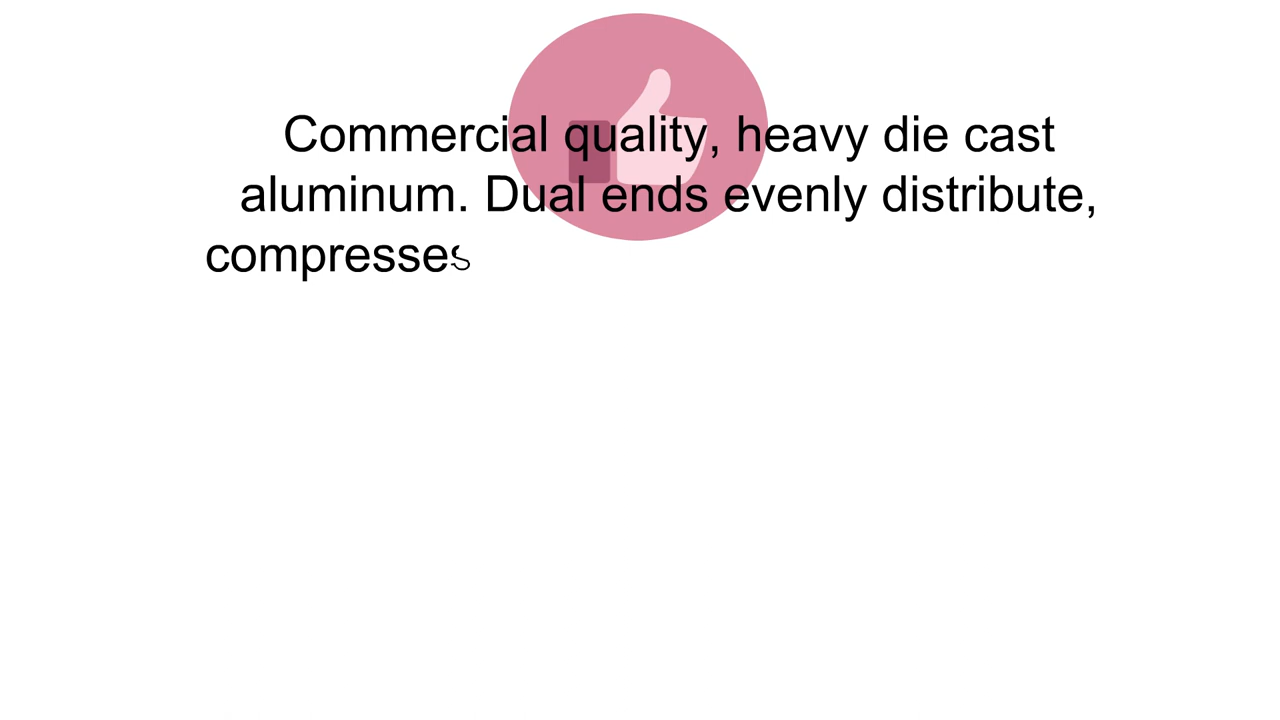 Commercial quality, heavy die cast
aluminum. Dual ends evenly distribute,
compresses